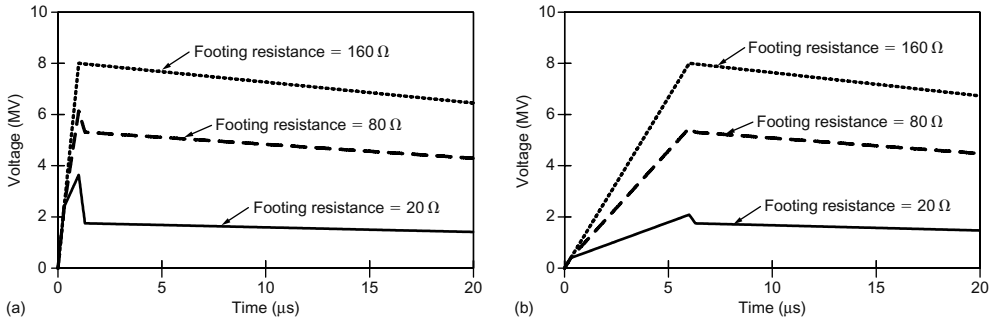 10
8
6
4
2
0
Voltage (MV)
Footing resistance = 160 Ω
Footing resistance = 80 Ω
Footing resistance = 20 Ω
0
5
10
15
20
Time (μs)
(a)
10
8
6
4
2
0
Voltage (MV)
Footing resistance = 160 Ω
Footing resistance = 80 Ω
Footing resistance = 20 Ω
0
5
10
15
20
Time (μs)
(b)